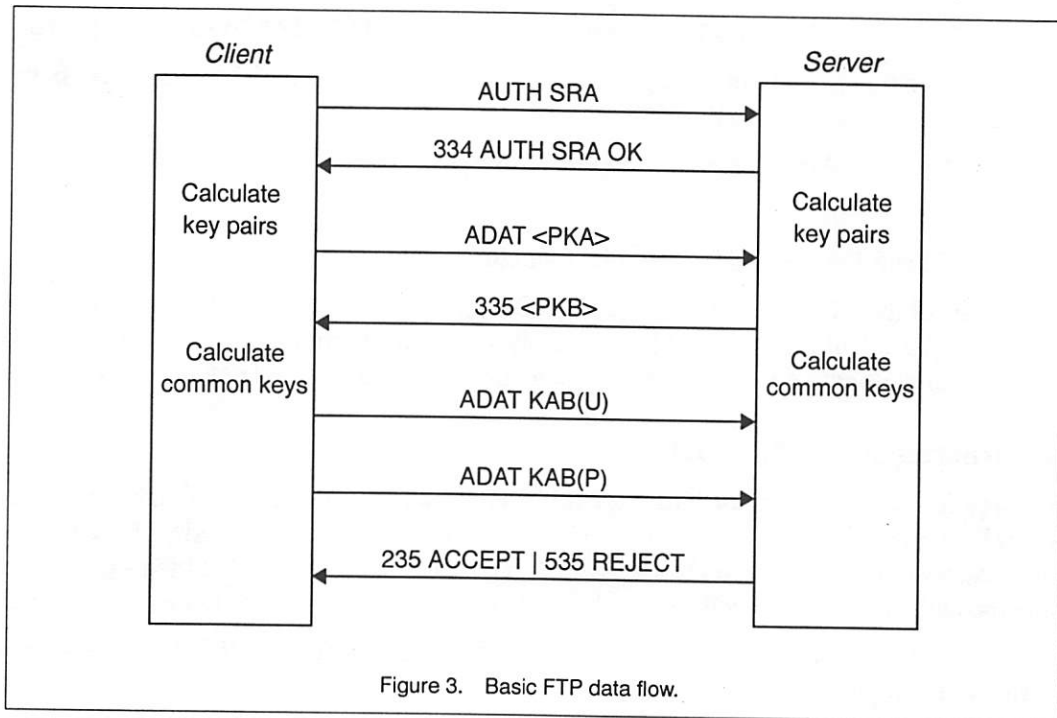 Client
Server
AUTH SRA
334 AUTH SRA OK
Calculate
key pairs
Calculate
key pairs
ADAT <PKA>
335 <PKB>
Calculate
common keys
Calculate
common keys
ADAT KAB(U)
ADAT KAB(P)
235 ACCEPT | 535 REJECT
Figure 3. Basic FTP data flow.